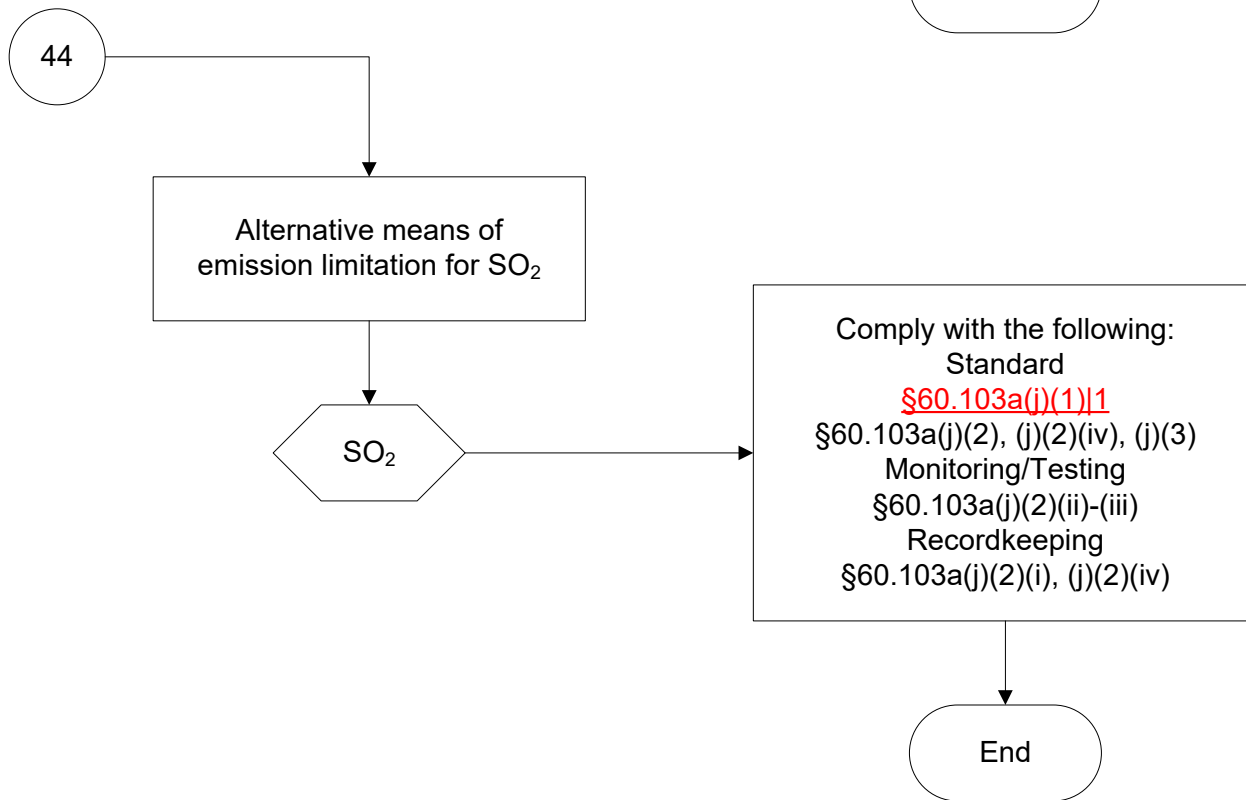 44
Alternative means of
emission limitation for SO₂
SO₂
Comply with the following:
Standard
§60.103a(j)(1)|1
§60.103a(j)(2), (j)(2)(iv), (j)(3)
Monitoring/Testing
§60.103a(j)(2)(ii)-(iii)
Recordkeeping
§60.103a(j)(2)(i), (j)(2)(iv)
End